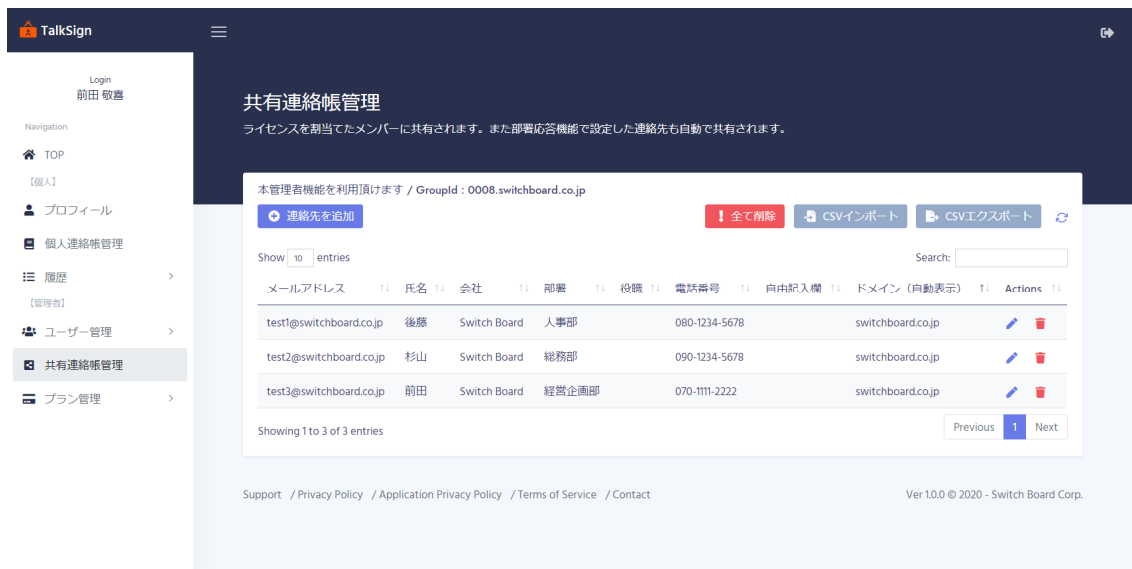 TalkSign
Login
前田 敬喜
Navigation
TOP
【個人】
プロフィール
個人連絡帳管理
履歴
【管理者】
ユーザー管理
共有連絡帳管理
プラン管理
共有連絡帳管理
ライセンスを割当てたメンバーに共有されます。また部署応答機能で設定した連絡先も自動で共有されます。
本管理者機能を利用頂けます / GroupId : 0008.switchboard.co.jp
連絡先を追加 全て削除 CSVインポート CSVエクスポート
Show 10 entries Search:
メールアドレス 氏名 会社 部署 役職 電話番号 自由記入欄 ドメイン（自動表示） Actions
test1@switchboard.co.jp 後藤 Switch Board 人事部 080-1234-5678 switchboard.co.jp
test2@switchboard.co.jp 杉山 Switch Board 総務部 090-1234-5678 switchboard.co.jp
test3@switchboard.co.jp 前田 Switch Board 経営企画部 070-1111-2222 switchboard.co.jp
Showing 1 to 3 of 3 entries Previous 1 Next
Support / Privacy Policy / Application Privacy Policy / Terms of Service / Contact Ver 1.0.0 © 2020 - Switch Board Corp.